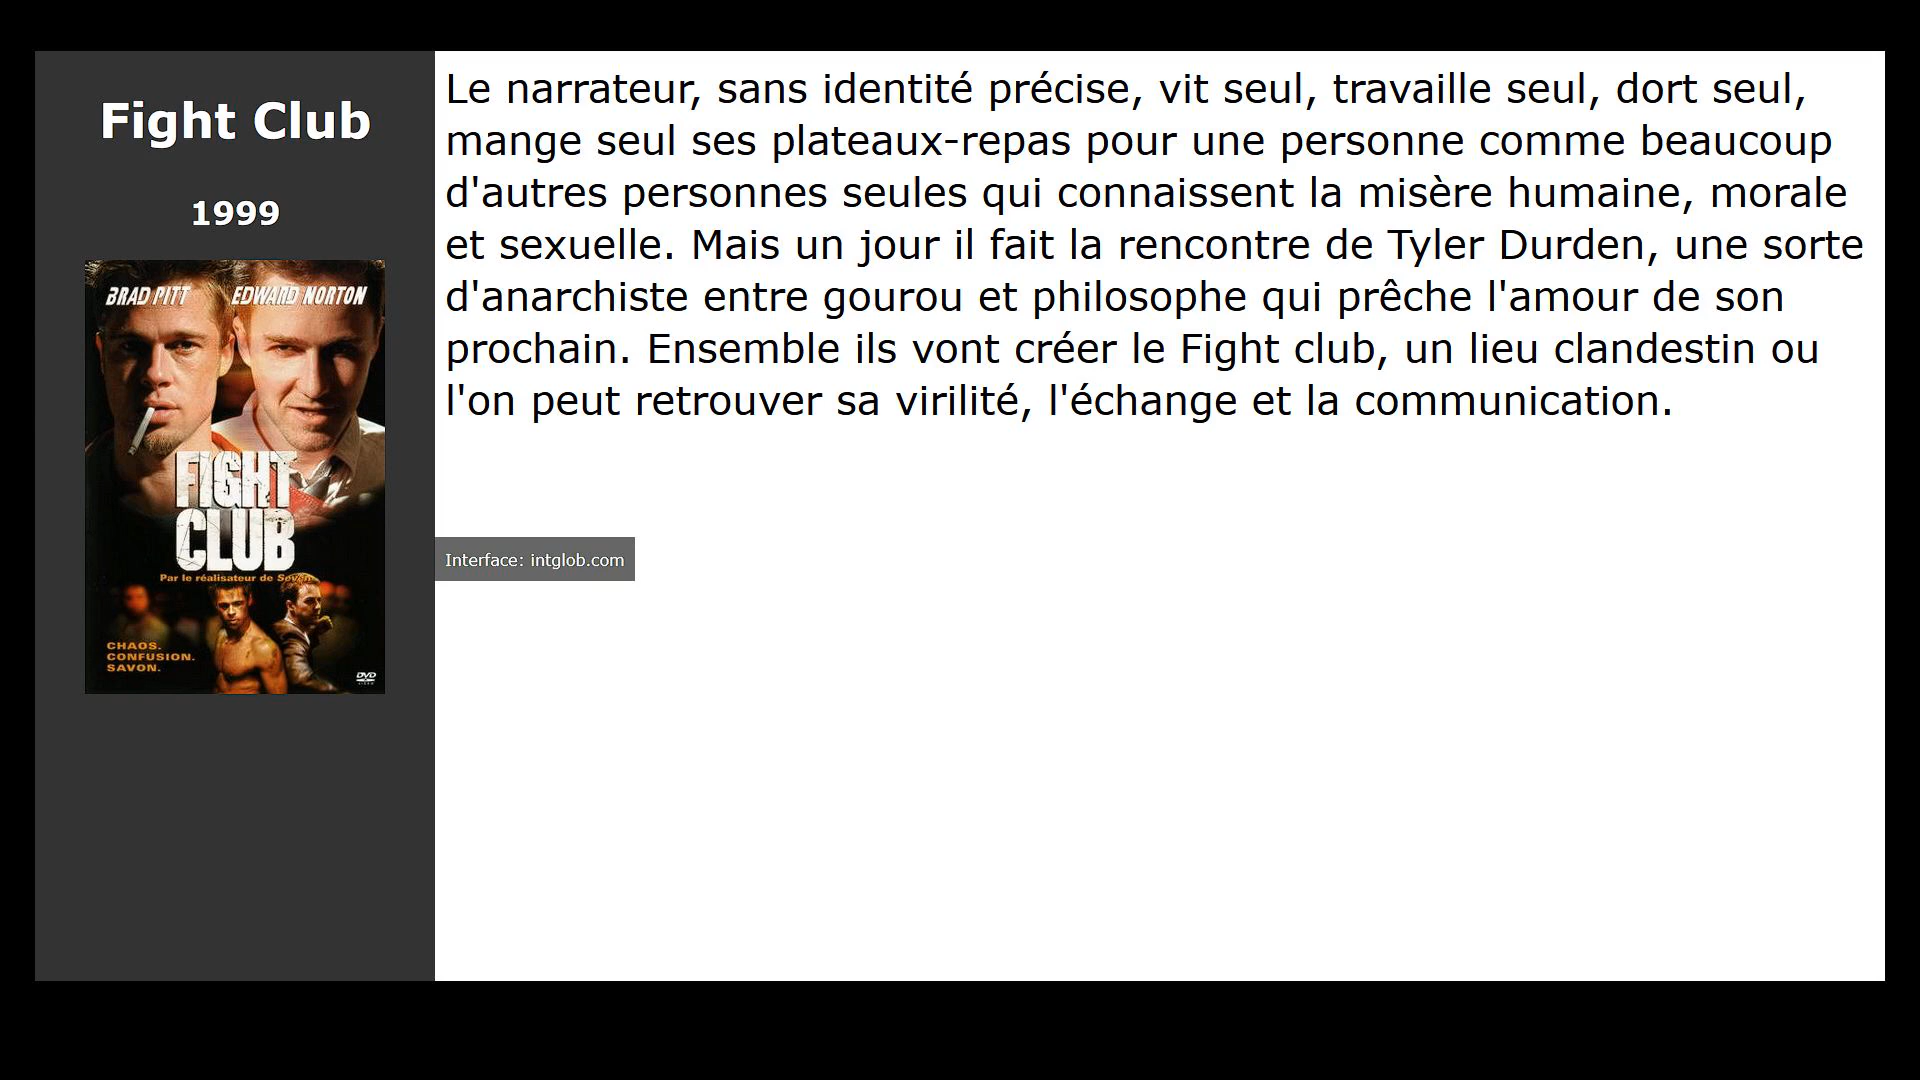 Fight Club
1999
BRAD PITT EDWARD NORTON
FIGHT
CLUB
Par le réalisateur de Seven
CHAOS.
CONFUSION.
SAVON.
DVD
VIDEO
Le narrateur, sans identité précise, vit seul, travaille seul, dort seul,
mange seul ses plateaux-repas pour une personne comme beaucoup
d'autres personnes seules qui connaissent la misère humaine, morale
et sexuelle. Mais un jour il fait la rencontre de Tyler Durden, une sorte
d'anarchiste entre gourou et philosophe qui prêche l'amour de son
prochain. Ensemble ils vont créer le Fight club, un lieu clandestin ou
l'on peut retrouver sa virilité, l'échange et la communication.
Interface: intglob.com